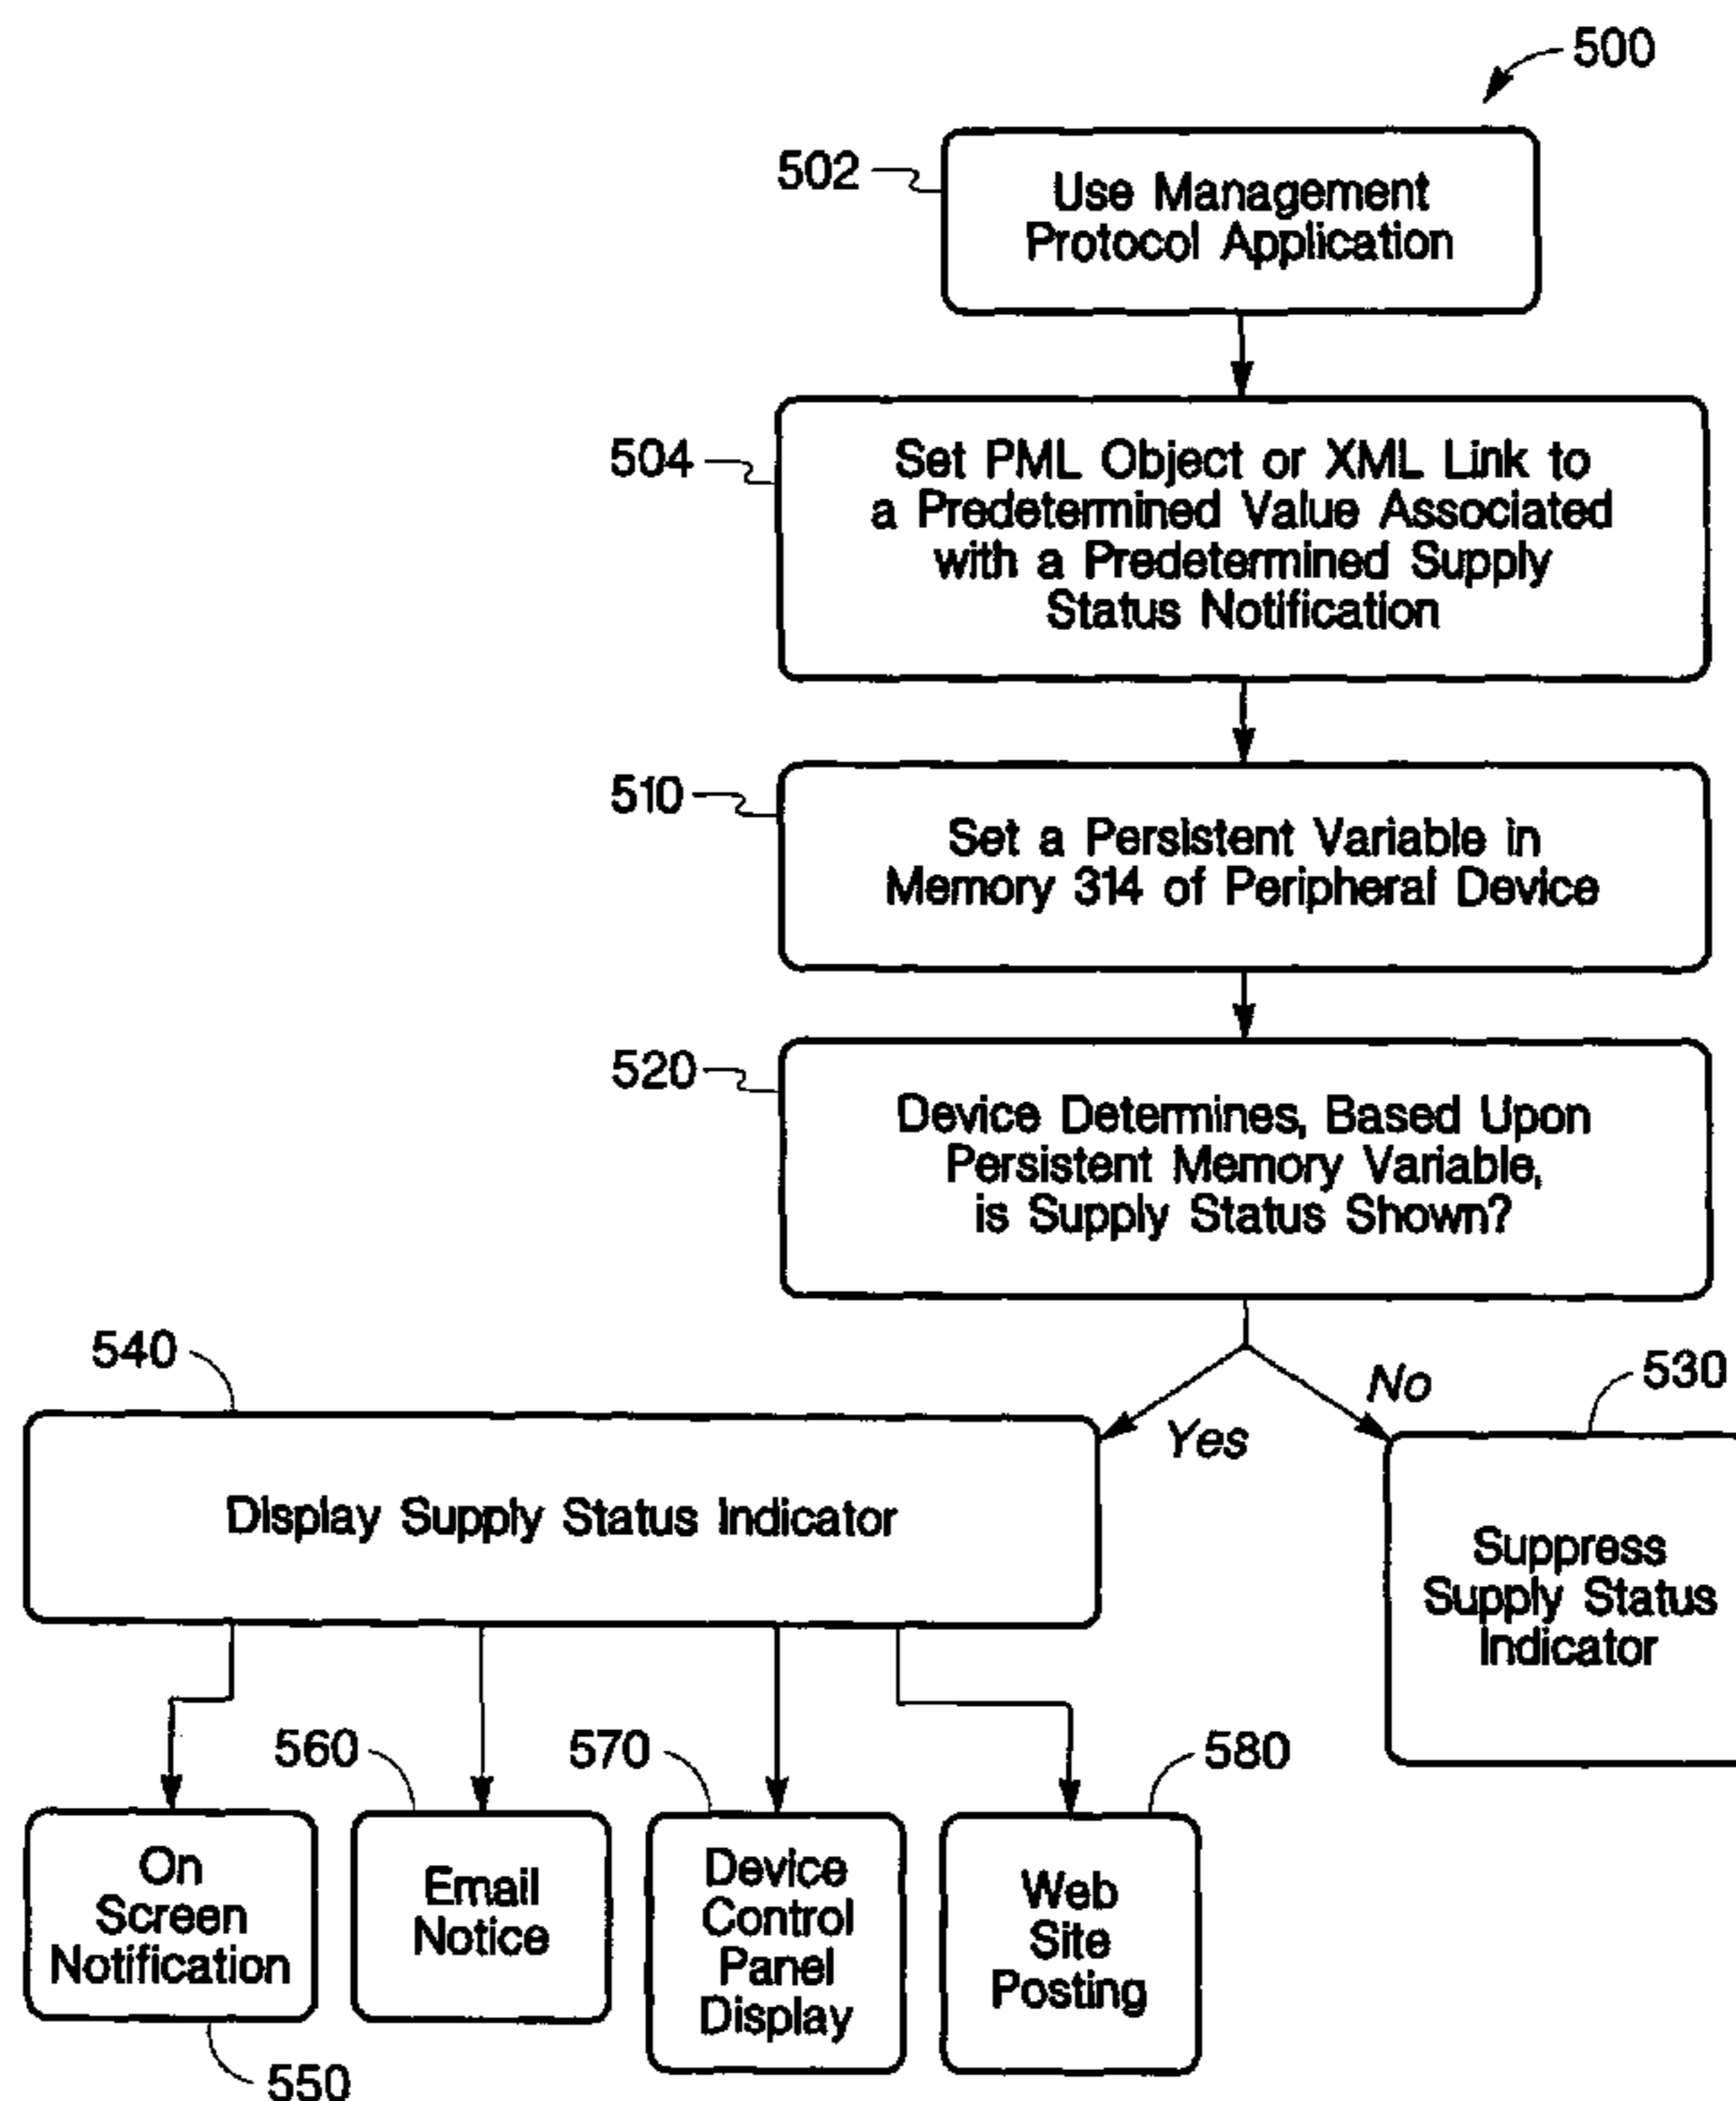 500
502
Use Management
Protocol Application
504
Set PML Object or XML Link to
a Predetermined Value Associated
with a Predetermined Supply
Status Notification
510
Set a Persistent Variable in
Memory 314 of Peripheral Device
520
Device Determines, Based Upon
Persistent Memory Variable,
is Supply Status Shown?
540
Yes
No
530
Display Supply Status Indicator
Suppress
Supply Status
Indicator
560
570
580
On
Screen
Notification
550
Email
Notice
Device
Control
Panel
Display
Web
Site
Posting